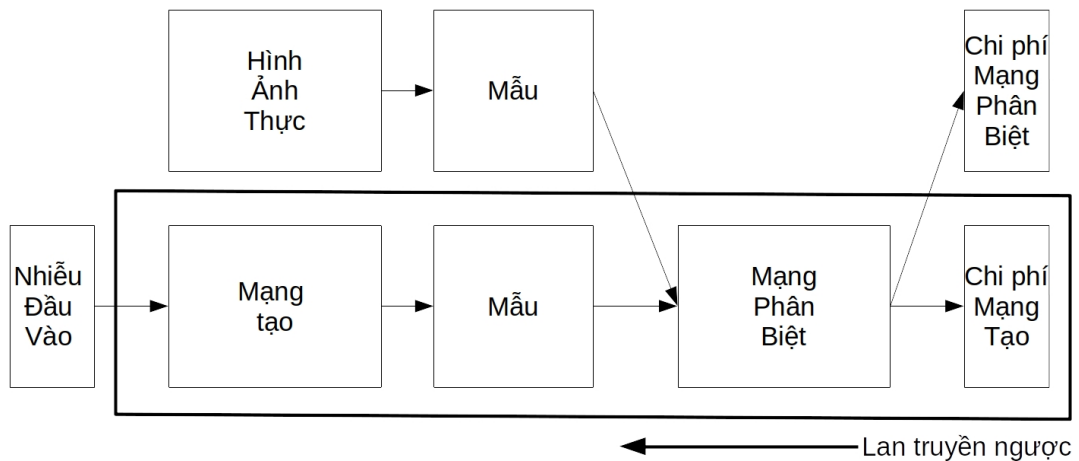 Hình
Ảnh
Thực
Mẫu
Chi phí
Mạng
Phân
Biệt
Nhiễu
Đầu
Vào
Mạng
tạo
Mẫu
Mạng
Phân
Biệt
Chi phí
Mạng
Tạo
Lan truyền ngược